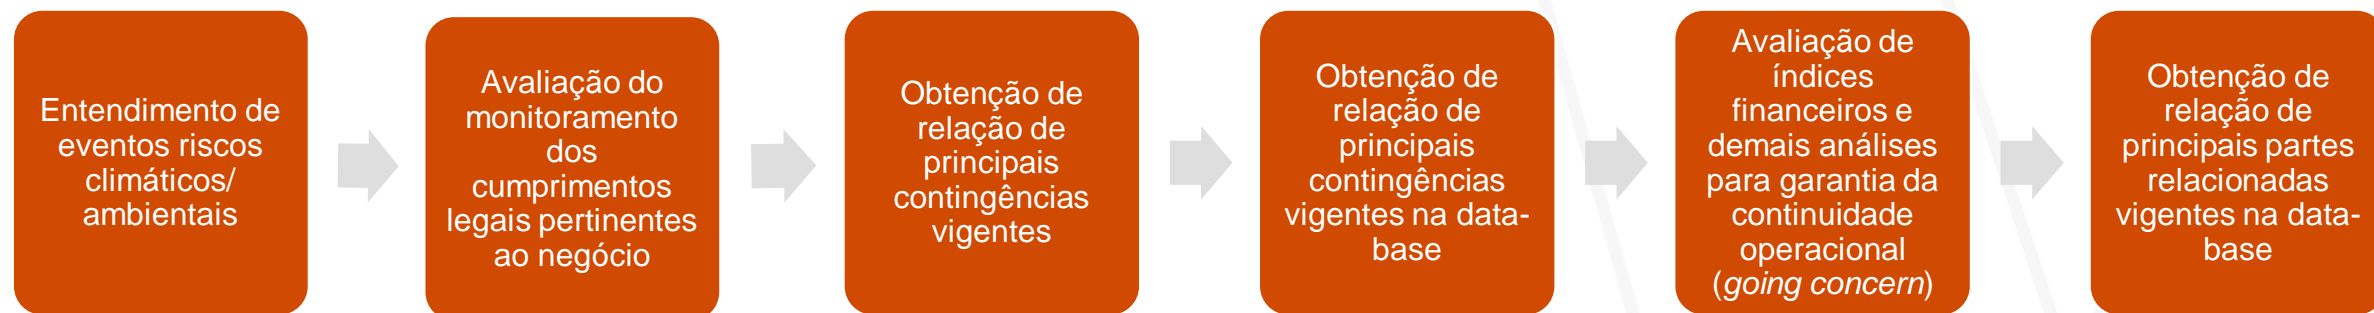 Entendimento de
eventos riscos
climáticos/
ambientais
Avaliação do
monitoramento
dos
cumprimentos
legais pertinentes
ao negócio
Obtenção de
relação de
principais
contingências
vigentes
Obtenção de
relação de
principais
contingências
vigentes na data-
base
Avaliação de
índices
financeiros e
demais análises
para garantia da
continuidade
operacional
(going concern)
Obtenção de
relação de
principais partes
relacionadas
vigentes na data-
base